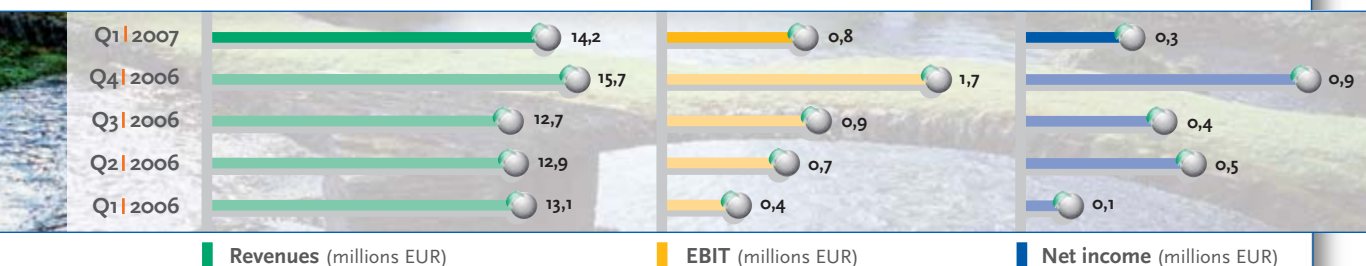 Q1 | 2007 14,2 0,8 0,3
Q4 | 2006 15,7 1,7 0,9
Q3 | 2006 12,7 0,9 0,4
Q2 | 2006 12,9 0,7 0,5
Q1 | 2006 13,1 0,4 0,1
Revenues (millions EUR) EBIT (millions EUR) Net income (millions EUR)